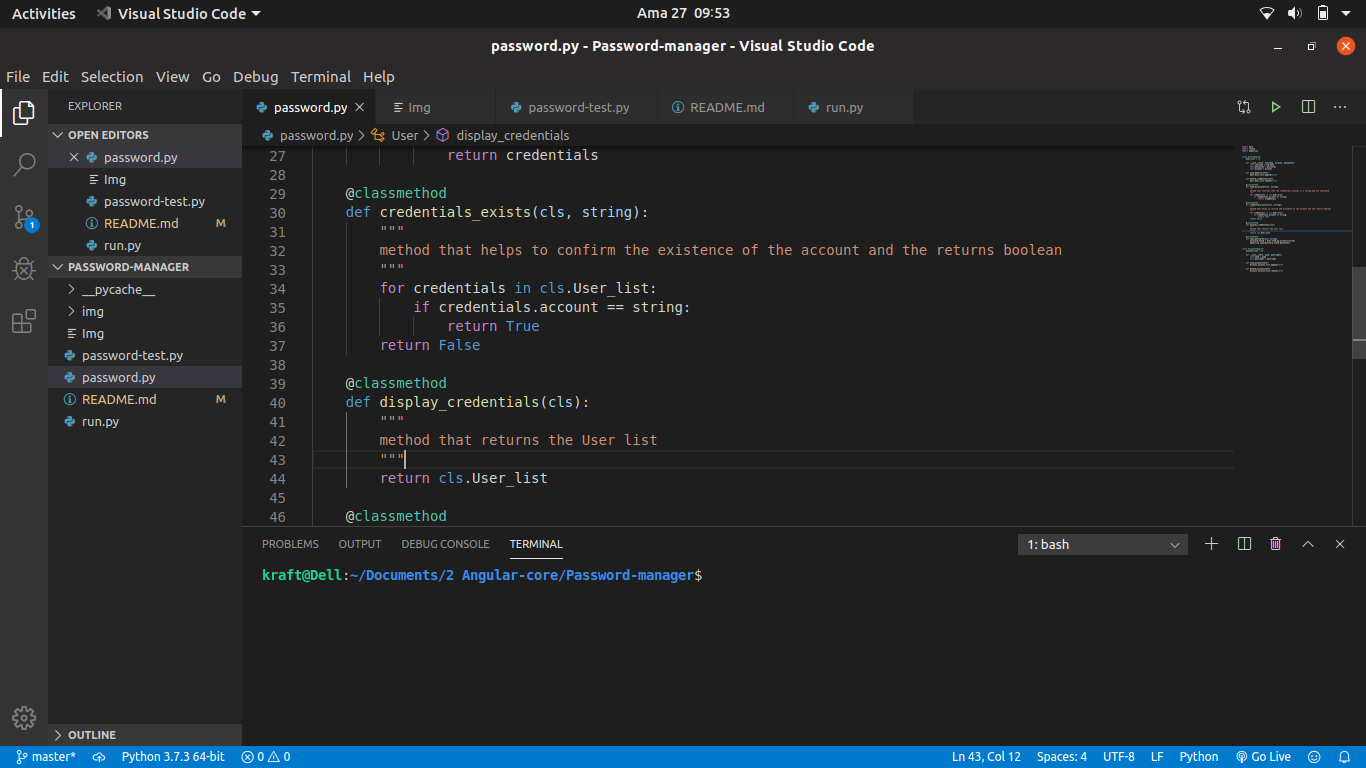 Activities Visual Studio Code Ama 27 09:53
password.py - Password-manager - Visual Studio Code
File Edit Selection View Go Debug Terminal Help
EXPLORER
OPEN EDITORS
password.py
Img
password-test.py
README.md M
run.py
PASSWORD-MANAGER
__pycache__
img
Img
password-test.py
password.py
README.md M
run.py
OUTLINE
1
password.py Img password-test.py README.md run.py
password.py > User > display_credentials
27 return credentials
28
29 @classmethod
30 def credentials_exists(cls, string):
31 """
32 method that helps to confirm the existence of the account and the returns boolean
33 """
34 for credentials in cls.User_list:
35 if credentials.account == string:
36 return True
37 return False
38
39 @classmethod
40 def display_credentials(cls):
41 """
42 method that returns the User list
43 """
44 return cls.User_list
45
46 @classmethod
PROBLEMS OUTPUT DEBUG CONSOLE TERMINAL 1: bash
kraft@Dell:~/Documents/2 Angular-core/Password-manager$
master* Python 3.7.3 64-bit 0 0 Ln 43, Col 12 Spaces: 4 UTF-8 LF Python Go Live